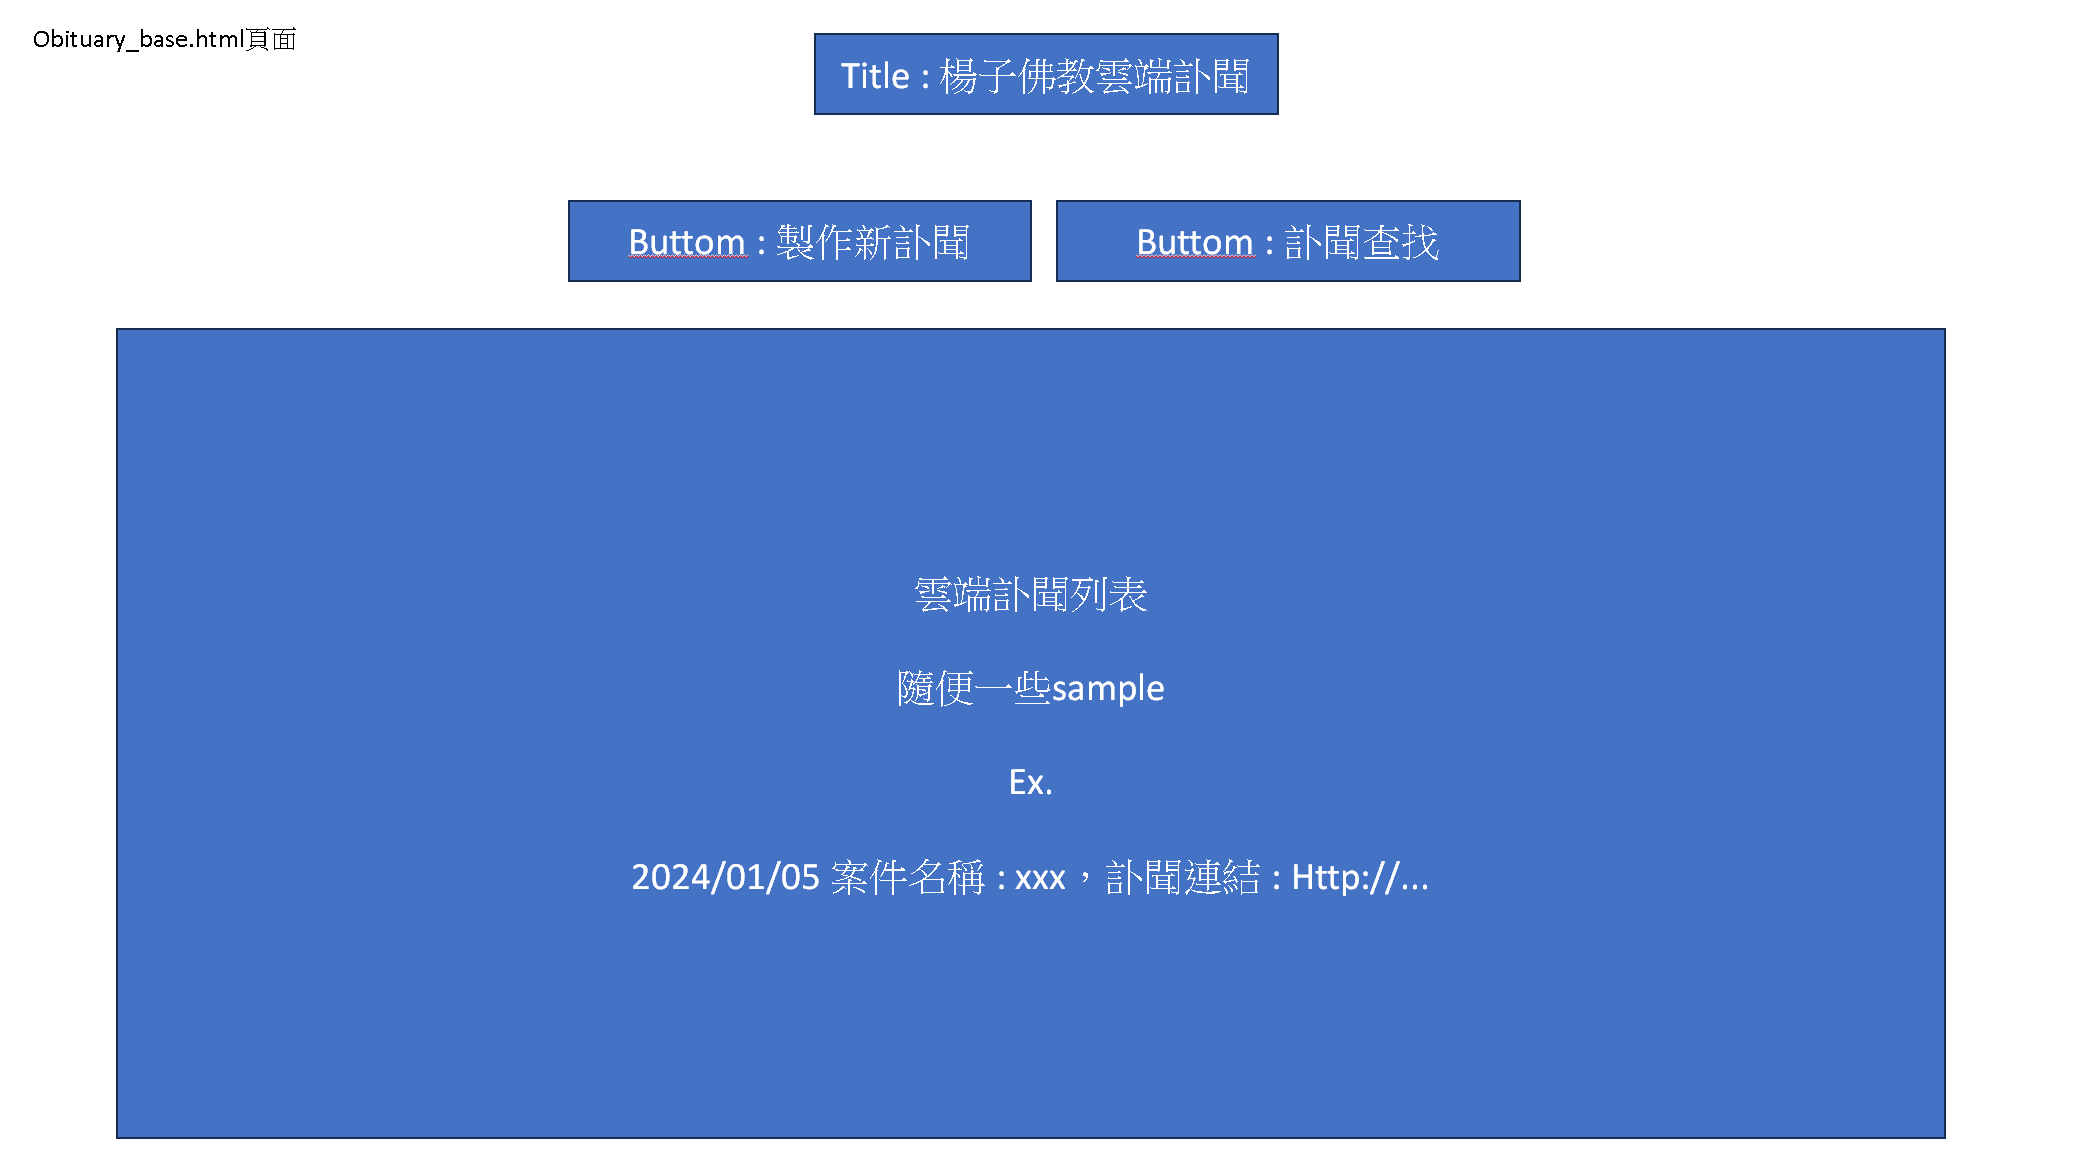 Obituary_base.html頁面
Title : 楊子佛教雲端訃聞
Buttom : 製作新訃聞
Buttom : 訃聞查找
雲端訃聞列表
隨便一些sample
Ex.
2024/01/05 案件名稱 : xxx，訃聞連結 : Http://...